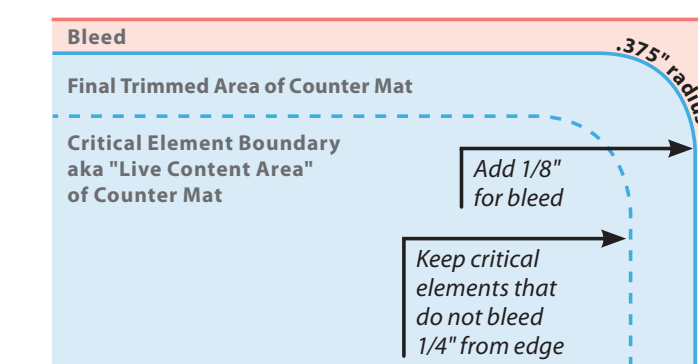 Bleed
.375" radius
Final Trimmed Area of Counter Mat
Critical Element Boundary
aka "Live Content Area"
of Counter Mat
Add 1/8"
for bleed
Keep critical
elements that
do not bleed
1/4" from edge